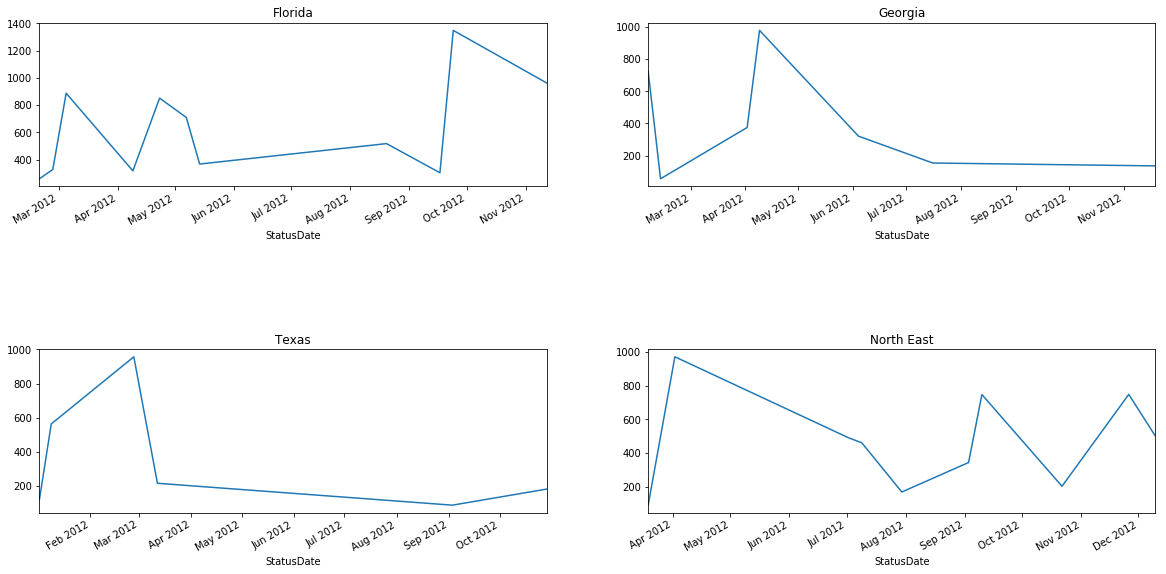 Florida
1400
1200
1000
800
600
400
Mar 2012
Apr 2012
May 2012
Jun 2012
Jul 2012
Aug 2012
Sep 2012
Oct 2012
Nov 2012
StatusDate
Georgia
1000
800
600
400
200
Mar 2012
Apr 2012
May 2012
Jun 2012
Jul 2012
Aug 2012
Sep 2012
Oct 2012
Nov 2012
StatusDate
Texas
1000
800
600
400
200
Feb 2012
Mar 2012
Apr 2012
May 2012
Jun 2012
Jul 2012
Aug 2012
Sep 2012
Oct 2012
StatusDate
North East
1000
800
600
400
200
Apr 2012
May 2012
Jun 2012
Jul 2012
Aug 2012
Sep 2012
Oct 2012
Nov 2012
Dec 2012
StatusDate